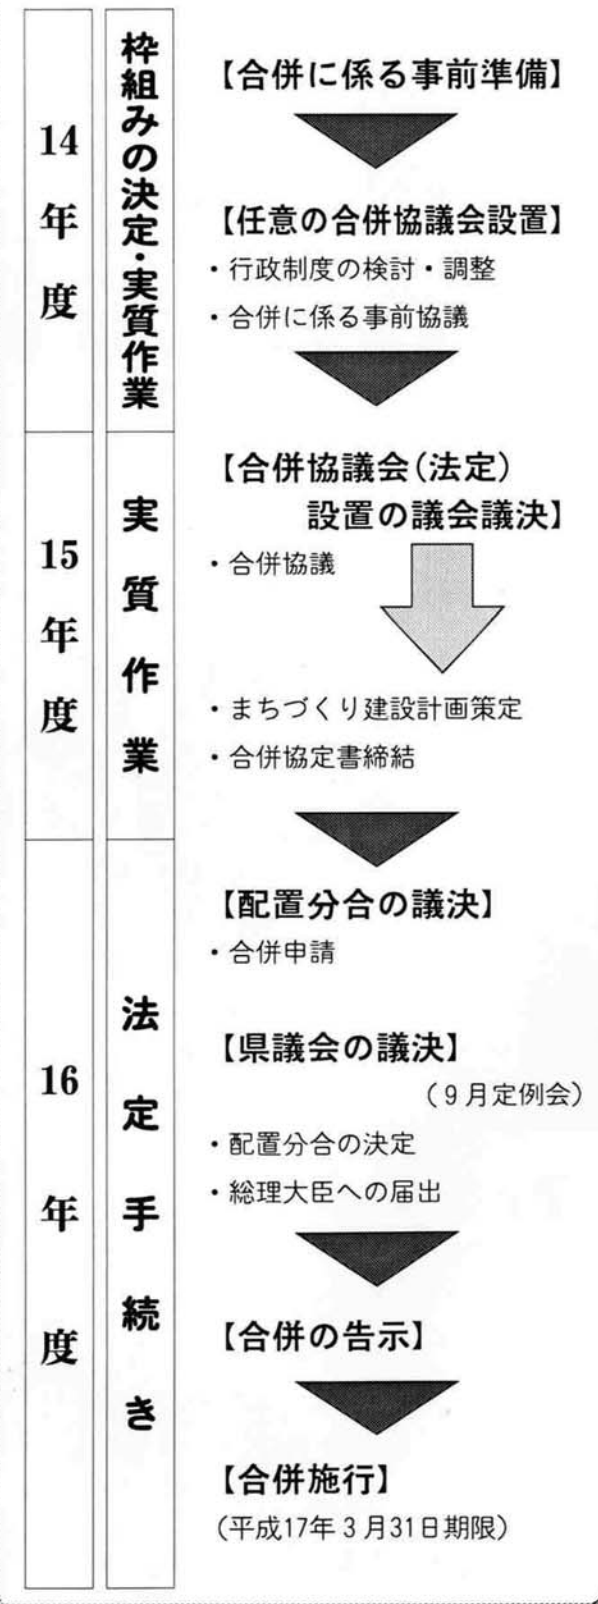 14年度
枠組みの決定・実質作業
【合併に係る事前準備】
【任意の合併協議会設置】
・行政制度の検討・調整
・合併に係る事前協議
15年度
実質作業
【合併協議会(法定)
設置の議会議決】
・合併協議
・まちづくり建設計画策定
・合併協定書締結
16年度
法定手続き
【配置分合の議決】
・合併申請
【県議会の議決】
(9月定例会)
・配置分合の決定
・総理大臣への届出
【合併の告示】
【合併施行】
(平成17年3月31日期限)